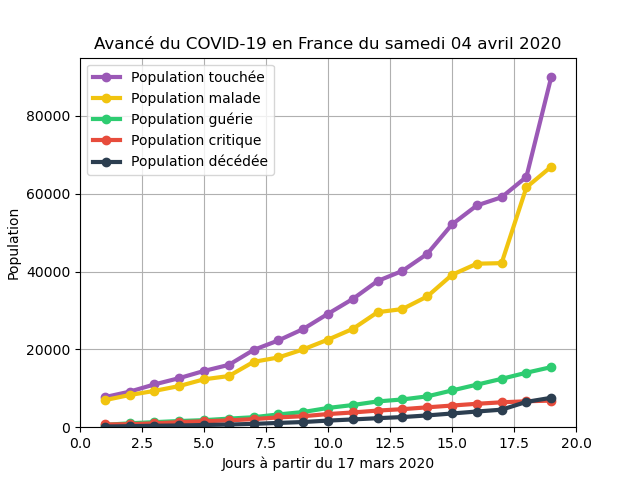 Avancé du COVID-19 en France du samedi 04 avril 2020
Population touchée
Population malade
Population guérie
Population critique
Population décédée
80000
60000
40000
20000
0
Population
0.0 2.5 5.0 7.5 10.0 12.5 15.0 17.5 20.0
Jours à partir du 17 mars 2020